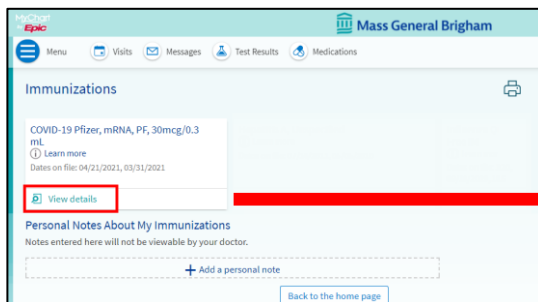 MyChart
by Epic
Mass General Brigham
Menu
Visits
Messages
Test Results
Medications
Immunizations
COVID-19 Pfizer, mRNA, PF, 30mcg/0.3
mL
Learn more
Dates on file: 04/21/2021, 03/31/2021
View details
Personal Notes About My Immunizations
Notes entered here will not be viewable by your doctor.
+ Add a personal note
Back to the home page